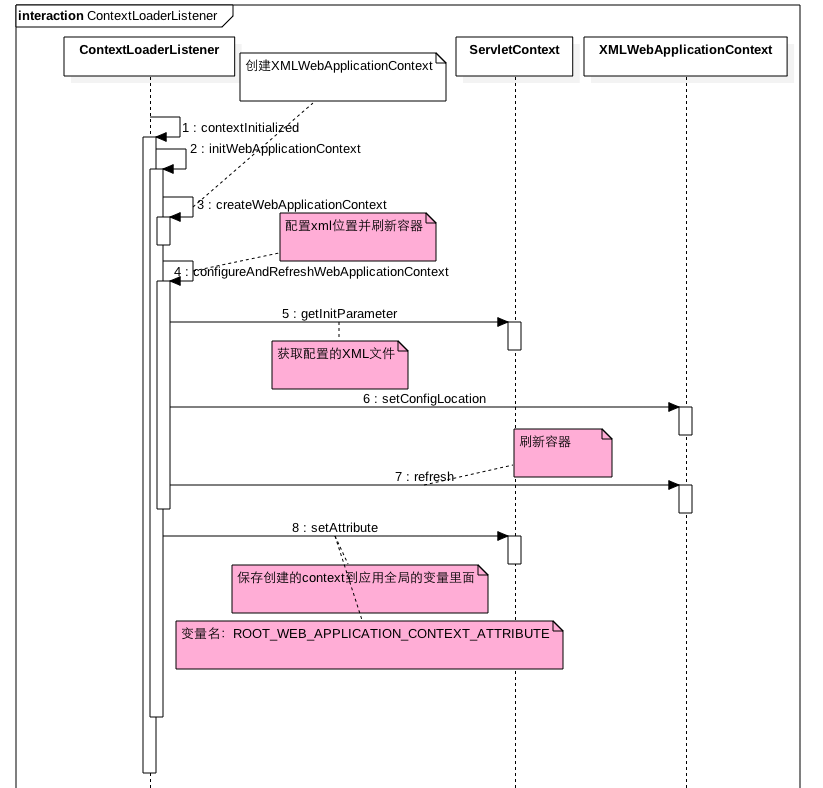 interaction ContextLoaderListener
ContextLoaderListener
ServletContext
XMLWebApplicationContext
创建XMLWebApplicationContext
1 : contextInitialized
2 : initWebApplicationContext
3 : createWebApplicationContext
配置xml位置并刷新容器
4 : configureAndRefreshWebApplicationContext
5 : getInitParameter
获取配置的XML文件
6 : setConfigLocation
刷新容器
7 : refresh
8 : setAttribute
保存创建的context到应用全局的变量里面
变量名：ROOT_WEB_APPLICATION_CONTEXT_ATTRIBUTE